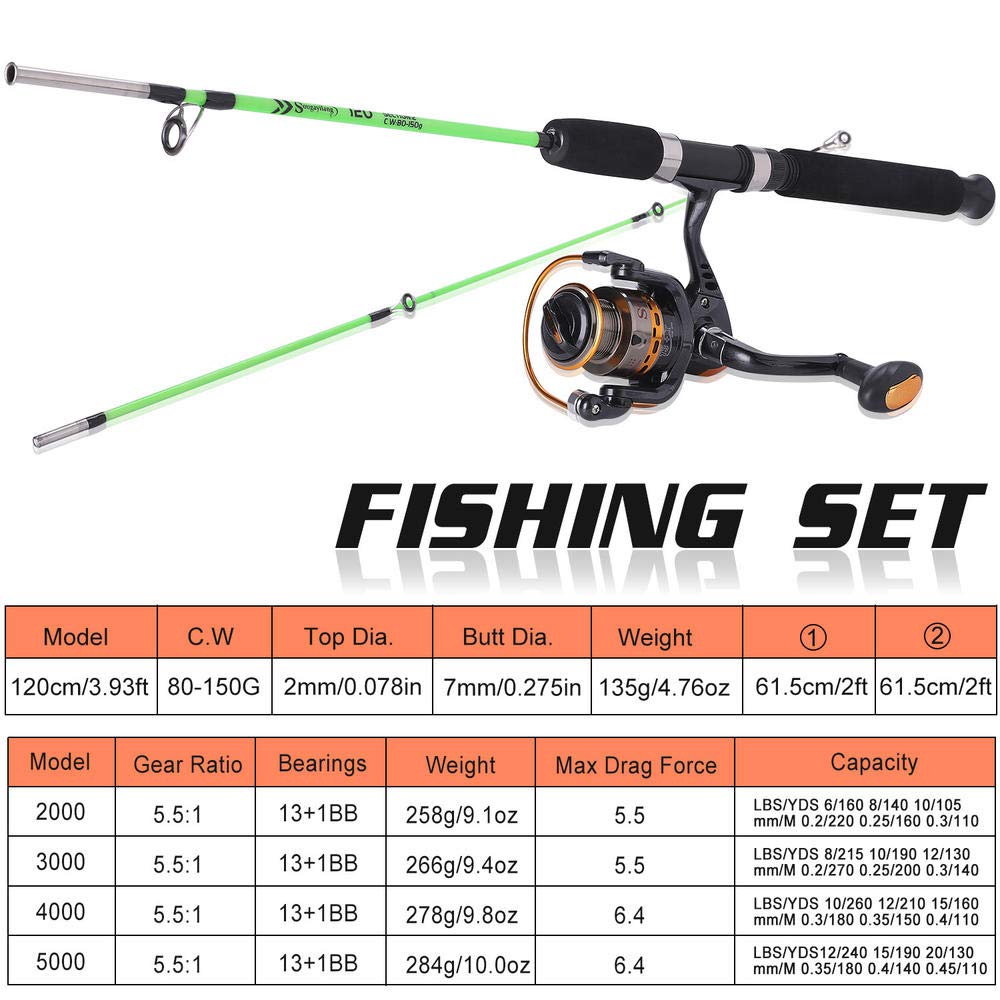 Sougayilang
120
SECTION:2
C.W:80-150g
S
FISHING SET
Model C.W Top Dia. Butt Dia. Weight ① ②
120cm/3.93ft 80-150G 2mm/0.078in 7mm/0.275in 135g/4.76oz 61.5cm/2ft 61.5cm/2ft
Model Gear Ratio Bearings Weight Max Drag Force Capacity
2000 5.5:1 13+1BB 258g/9.1oz 5.5 LBS/YDS 6/160 8/140 10/105
mm/M 0.2/220 0.25/160 0.3/110
3000 5.5:1 13+1BB 266g/9.4oz 5.5 LBS/YDS 8/215 10/190 12/130
mm/M 0.2/270 0.25/200 0.3/140
4000 5.5:1 13+1BB 278g/9.8oz 6.4 LBS/YDS 10/260 12/210 15/160
mm/M 0.3/180 0.35/150 0.4/110
5000 5.5:1 13+1BB 284g/10.0oz 6.4 LBS/YDS12/240 15/190 20/130
mm/M 0.35/180 0.4/140 0.45/110